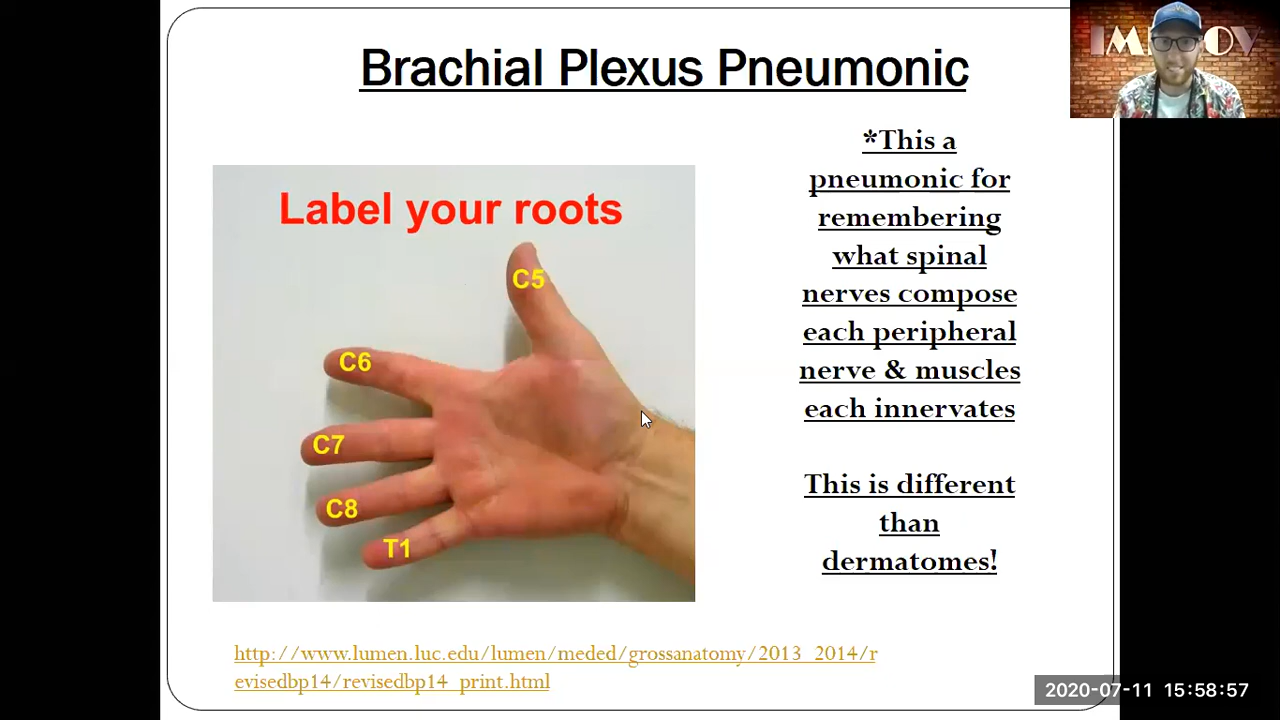 Brachial Plexus Pneumonic
IMPROV
*This a
pneumonic for
remembering
what spinal
nerves compose
each peripheral
nerve & muscles
each innervates
This is different
than
dermatomes!
Label your roots
C5
C6
C7
C8
T1
http://www.lumen.luc.edu/lumen/meded/grossanatomy/2013_2014/r
evisedbp14/revisedbp14_print.html
2020-07-11 15:58:57